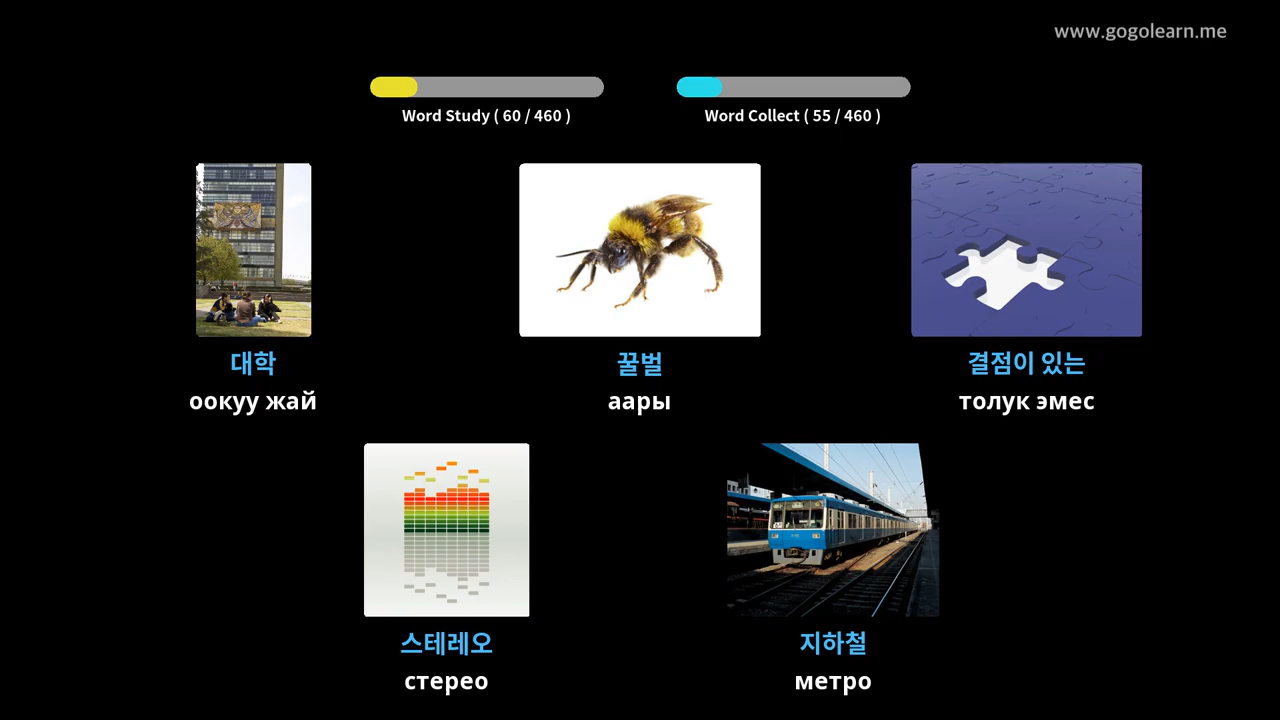 www.gogolearn.me
Word Study ( 60 / 460 )
Word Collect ( 55 / 460 )
대학
оокуу жай
꿀벌
аары
결점이 있는
толук эмес
스테레오
стерео
지하철
метро